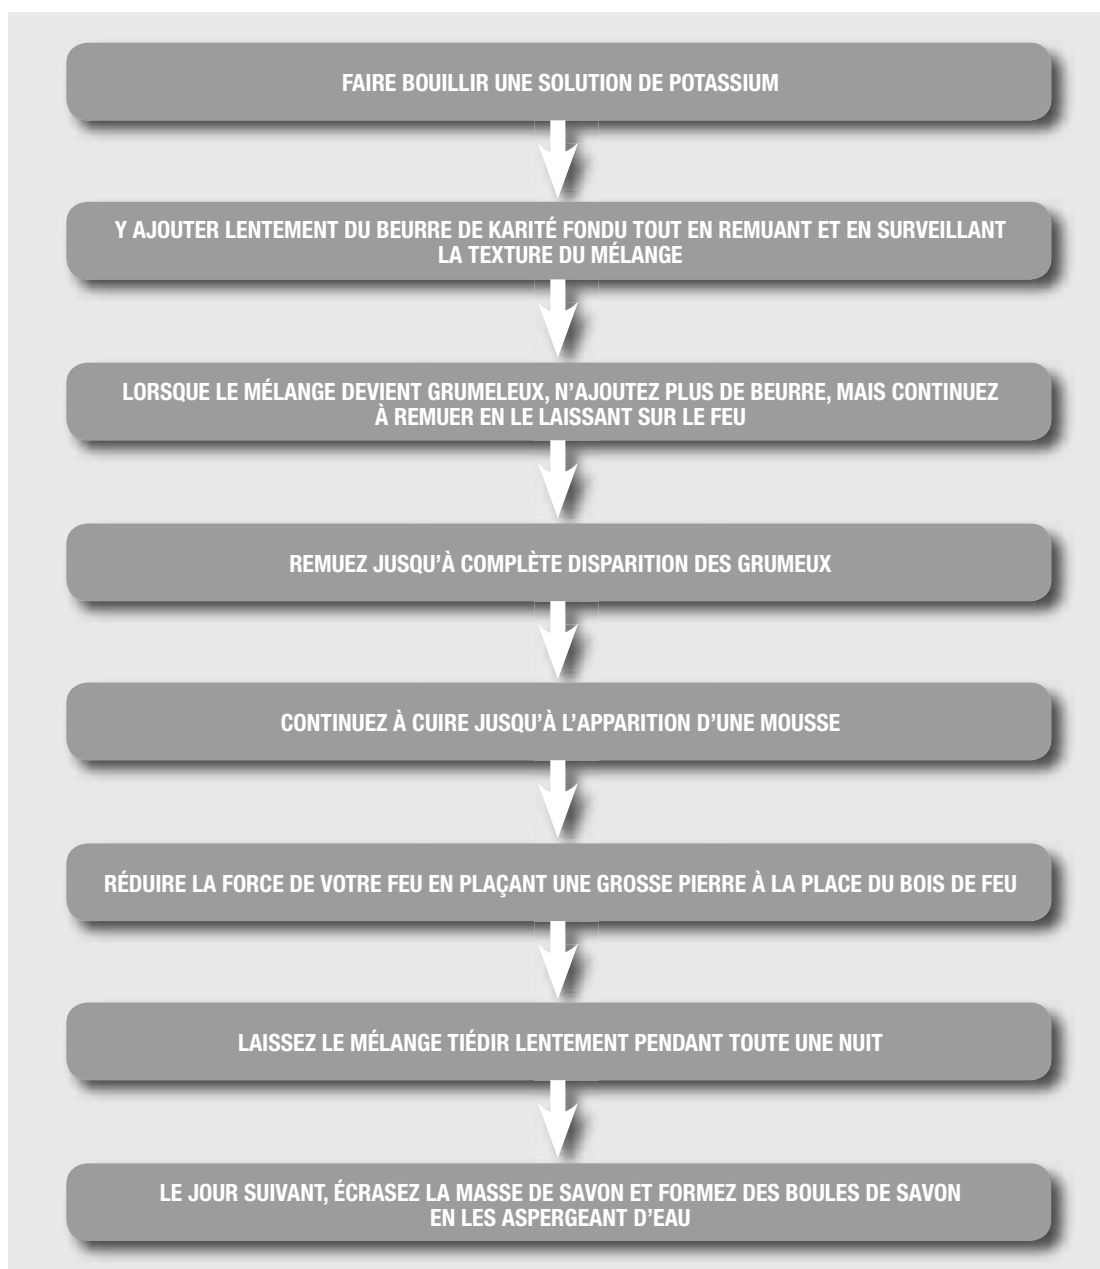 FAIRE BOUILLIR UNE SOLUTION DE POTASSIUM
Y AJOUTER LENTEMENT DU BEURRE DE KARITÉ FONDU TOUT EN REMUANT ET EN SURVEILLANT
LA TEXTURE DU MÉLANGE
LORSQUE LE MÉLANGE DEVIENT GRUMELEUX, N’AJOUTEZ PLUS DE BEURRE, MAIS CONTINUEZ
À REMUER EN LE LAISSANT SUR LE FEU
REMUEZ JUSQU’À COMPLÈTE DISPARITION DES GRUMEUX
CONTINUEZ À CUIRE JUSQU’À L’APPARITION D’UNE MOUSSE
RÉDUIRE LA FORCE DE VOTRE FEU EN PLAÇANT UNE GROSSE PIERRE À LA PLACE DU BOIS DE FEU
LAISSEZ LE MÉLANGE TIÉDIR LENTEMENT PENDANT TOUTE UNE NUIT
LE JOUR SUIVANT, ÉCRASEZ LA MASSE DE SAVON ET FORMEZ DES BOULES DE SAVON
EN LES ASPERGEANT D’EAU